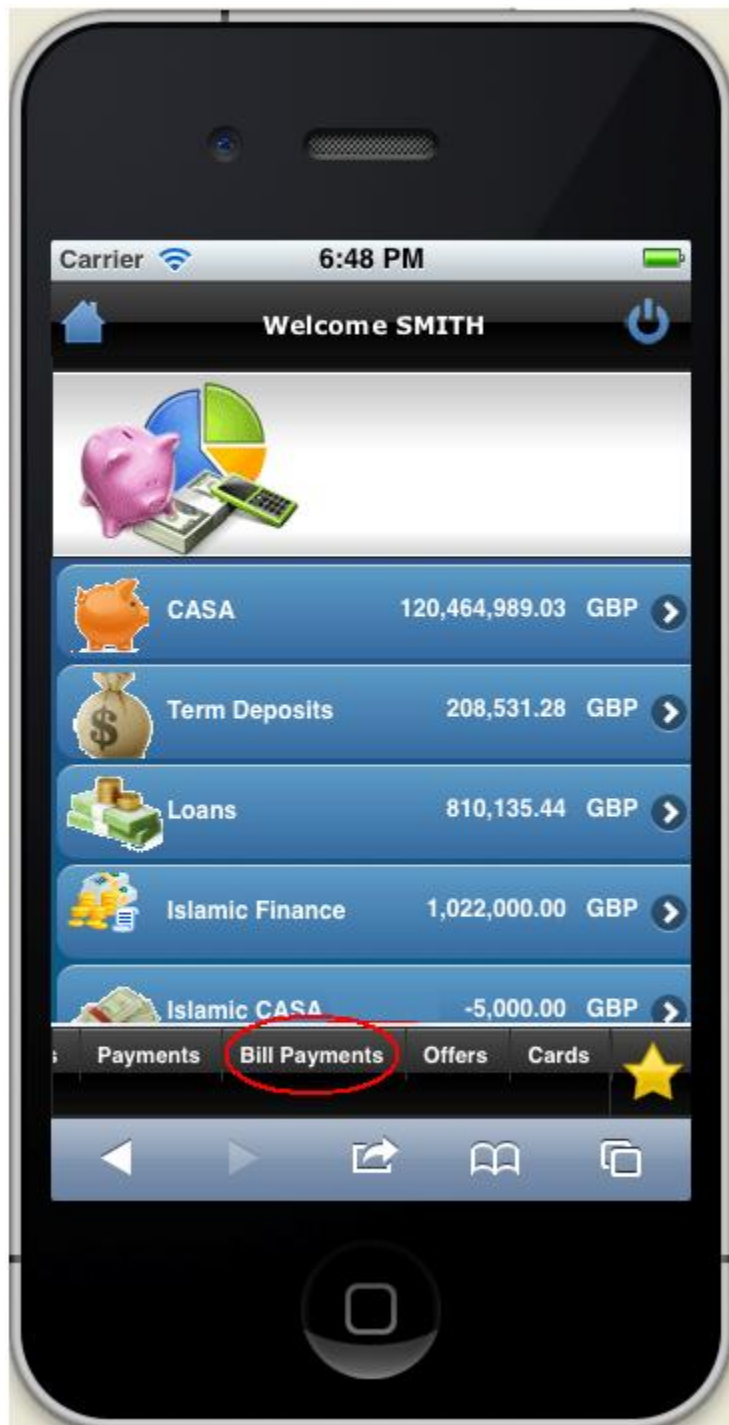 Carrier 6:48 PM
Welcome SMITH
CASA 120,464,989.03 GBP
$ Term Deposits 208,531.28 GBP
Loans 810,135.44 GBP
Islamic Finance 1,022,000.00 GBP
Islamic CASA -5,000.00 GBP
s Payments Bill Payments Offers Cards